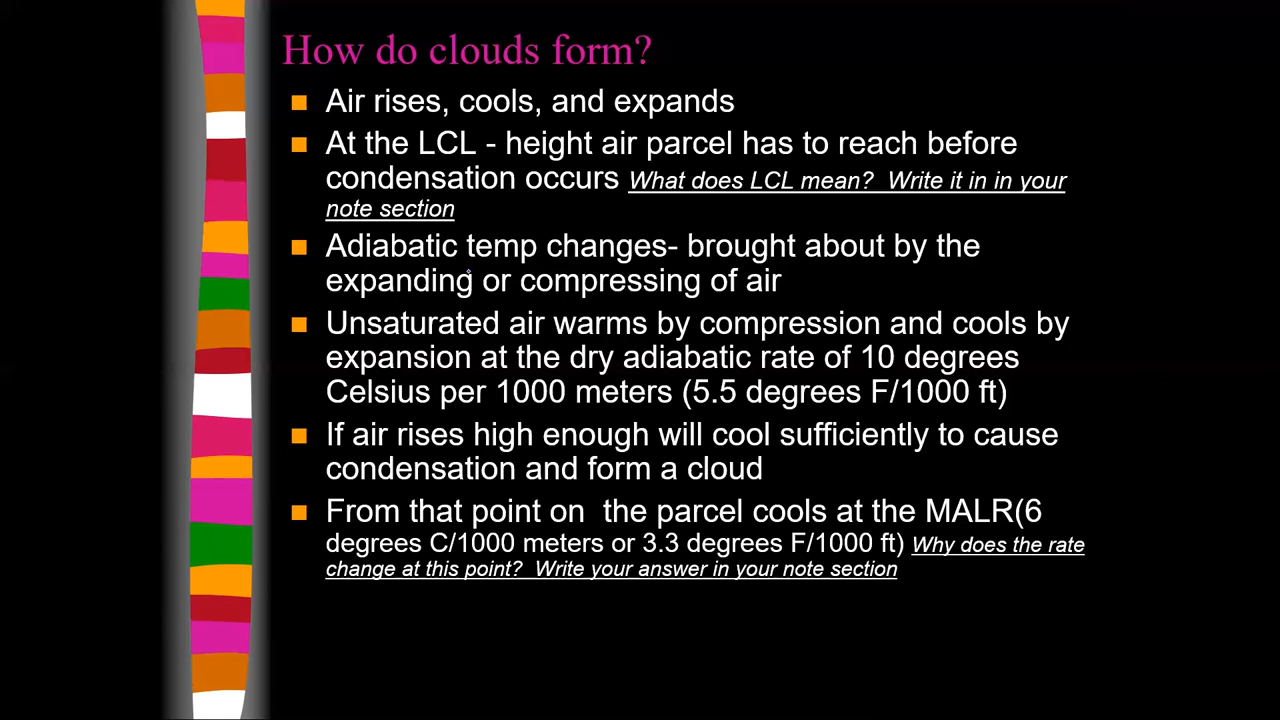 How do clouds form?
Air rises, cools, and expands
At the LCL - height air parcel has to reach before
condensation occurs What does LCL mean? Write it in in your
note section
Adiabatic temp changes- brought about by the
expanding or compressing of air
Unsaturated air warms by compression and cools by
expansion at the dry adiabatic rate of 10 degrees
Celsius per 1000 meters (5.5 degrees F/1000 ft)
If air rises high enough will cool sufficiently to cause
condensation and form a cloud
From that point on the parcel cools at the MALR(6
degrees C/1000 meters or 3.3 degrees F/1000 ft) Why does the rate
change at this point? Write your answer in your note section